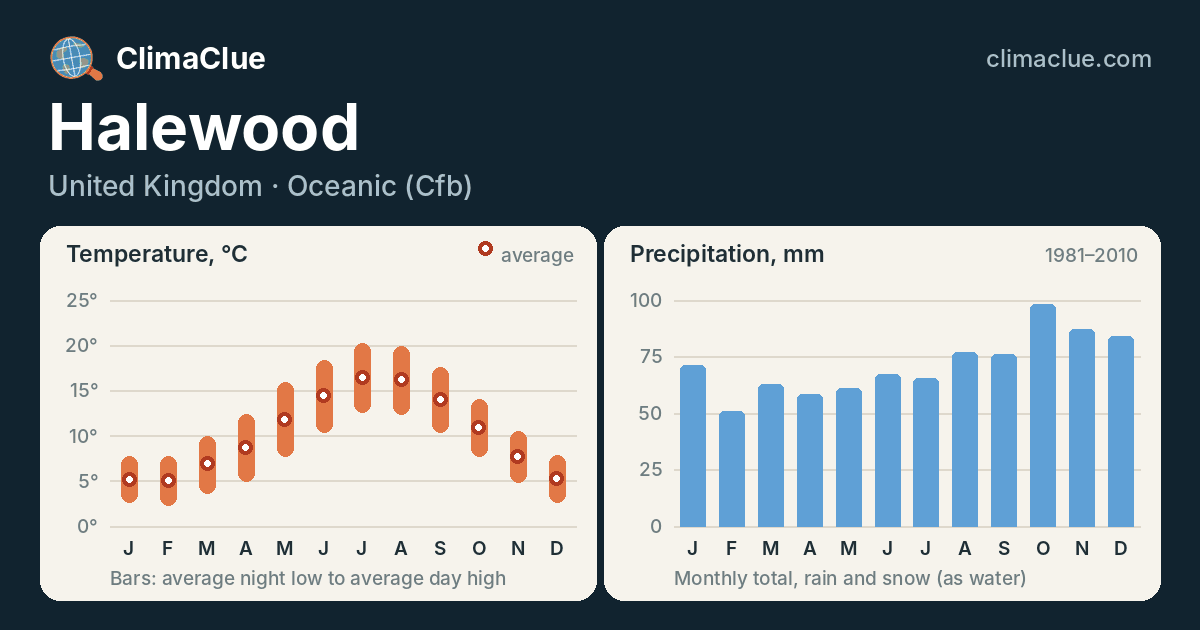 ClimaClue
climaclue.com
Halewood
United Kingdom · Oceanic (Cfb)
Temperature, °C
average
25°
20°
15°
10°
5°
0°
J F M A M J J A S O N D
Bars: average night low to average day high
Precipitation, mm
1981–2010
100
75
50
25
0
J F M A M J J A S O N D
Monthly total, rain and snow (as water)